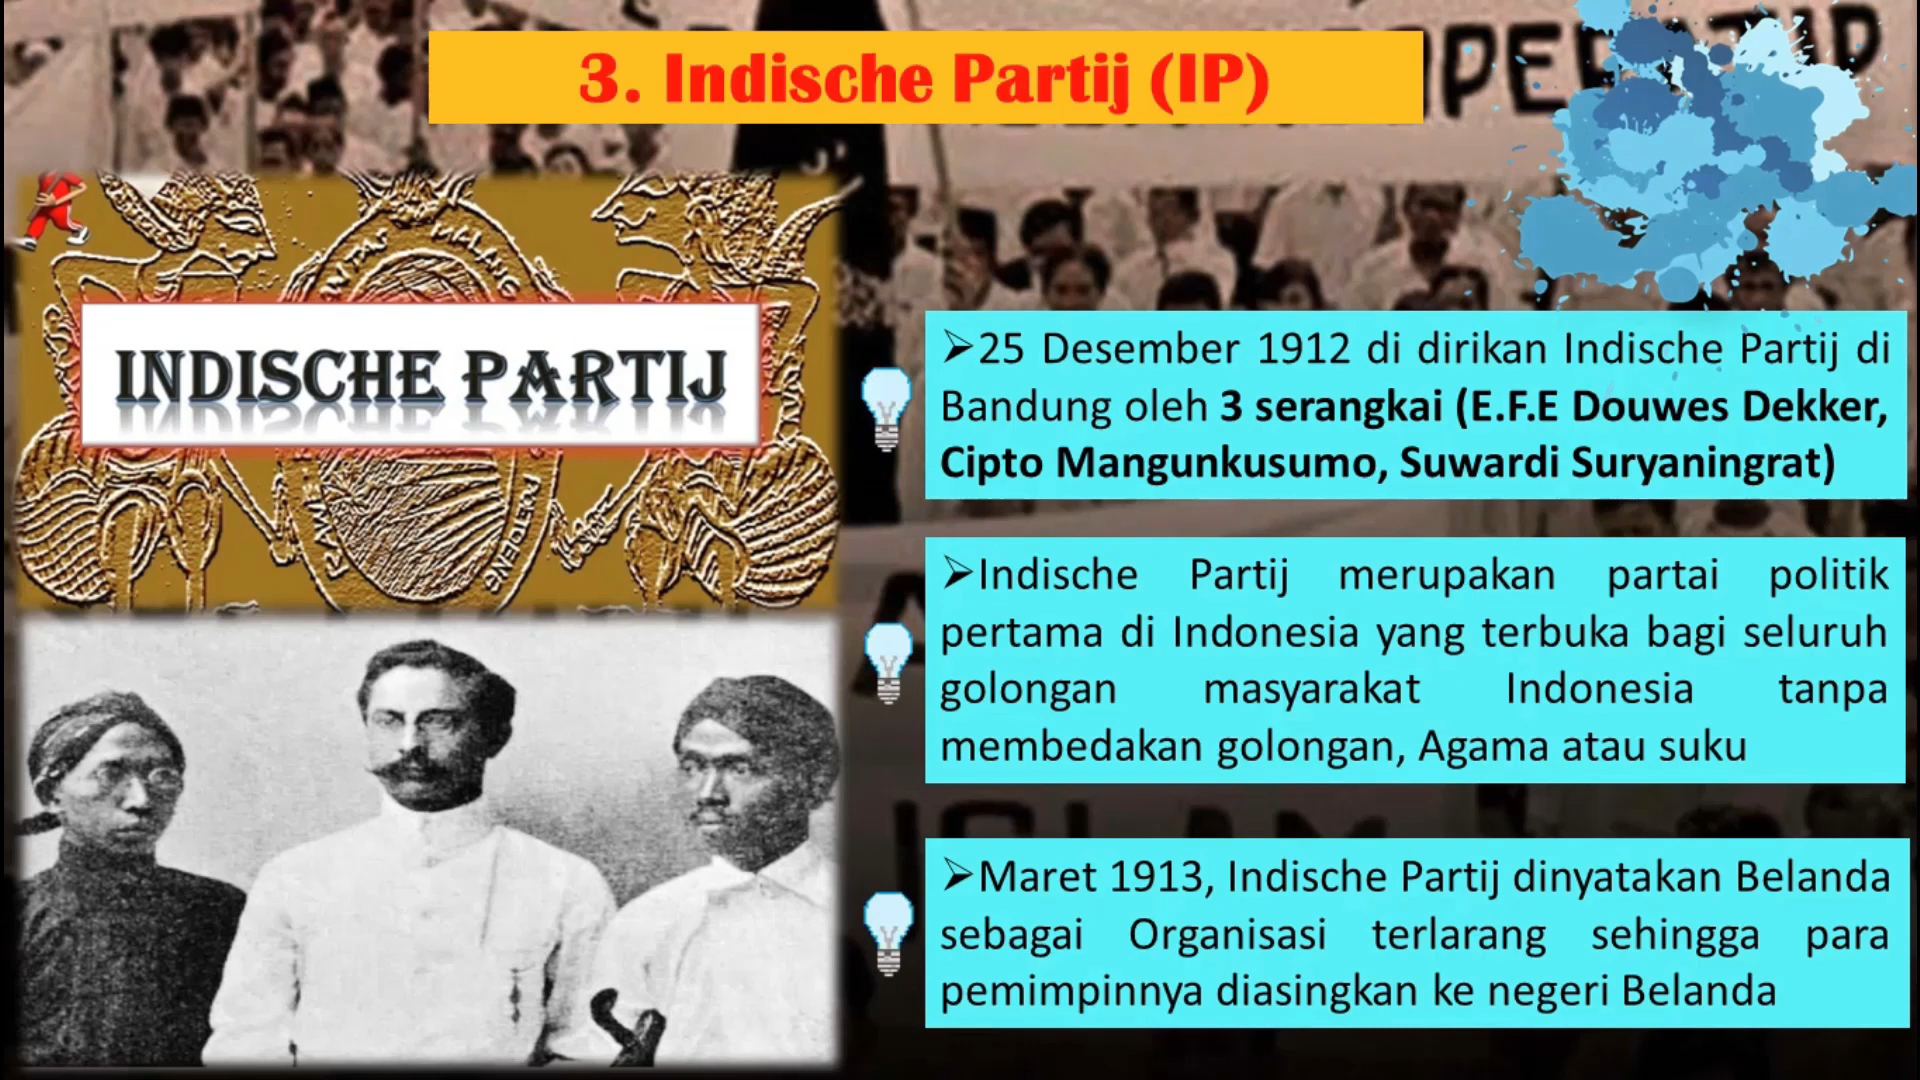 3. Indische Partij (IP)
INDISCHE PARTIJ
➢25 Desember 1912 di dirikan Indische Partij di
Bandung oleh 3 serangkai (E.F.E Douwes Dekker,
Cipto Mangunkusumo, Suwardi Suryaningrat)
➢Indische Partij merupakan partai politik
pertama di Indonesia yang terbuka bagi seluruh
golongan masyarakat Indonesia tanpa
membedakan golongan, Agama atau suku
➢Maret 1913, Indische Partij dinyatakan Belanda
sebagai Organisasi terlarang sehingga para
pemimpinnya diasingkan ke negeri Belanda
ISLAM